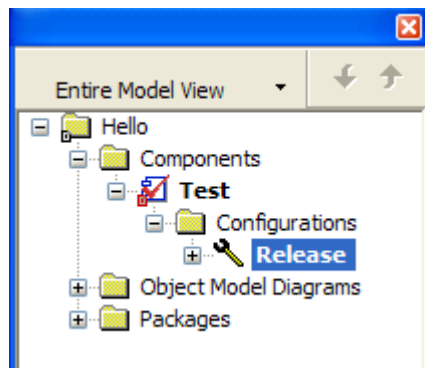 Entire Model View
Hello
Components
Test
Configurations
Release
Object Model Diagrams
Packages